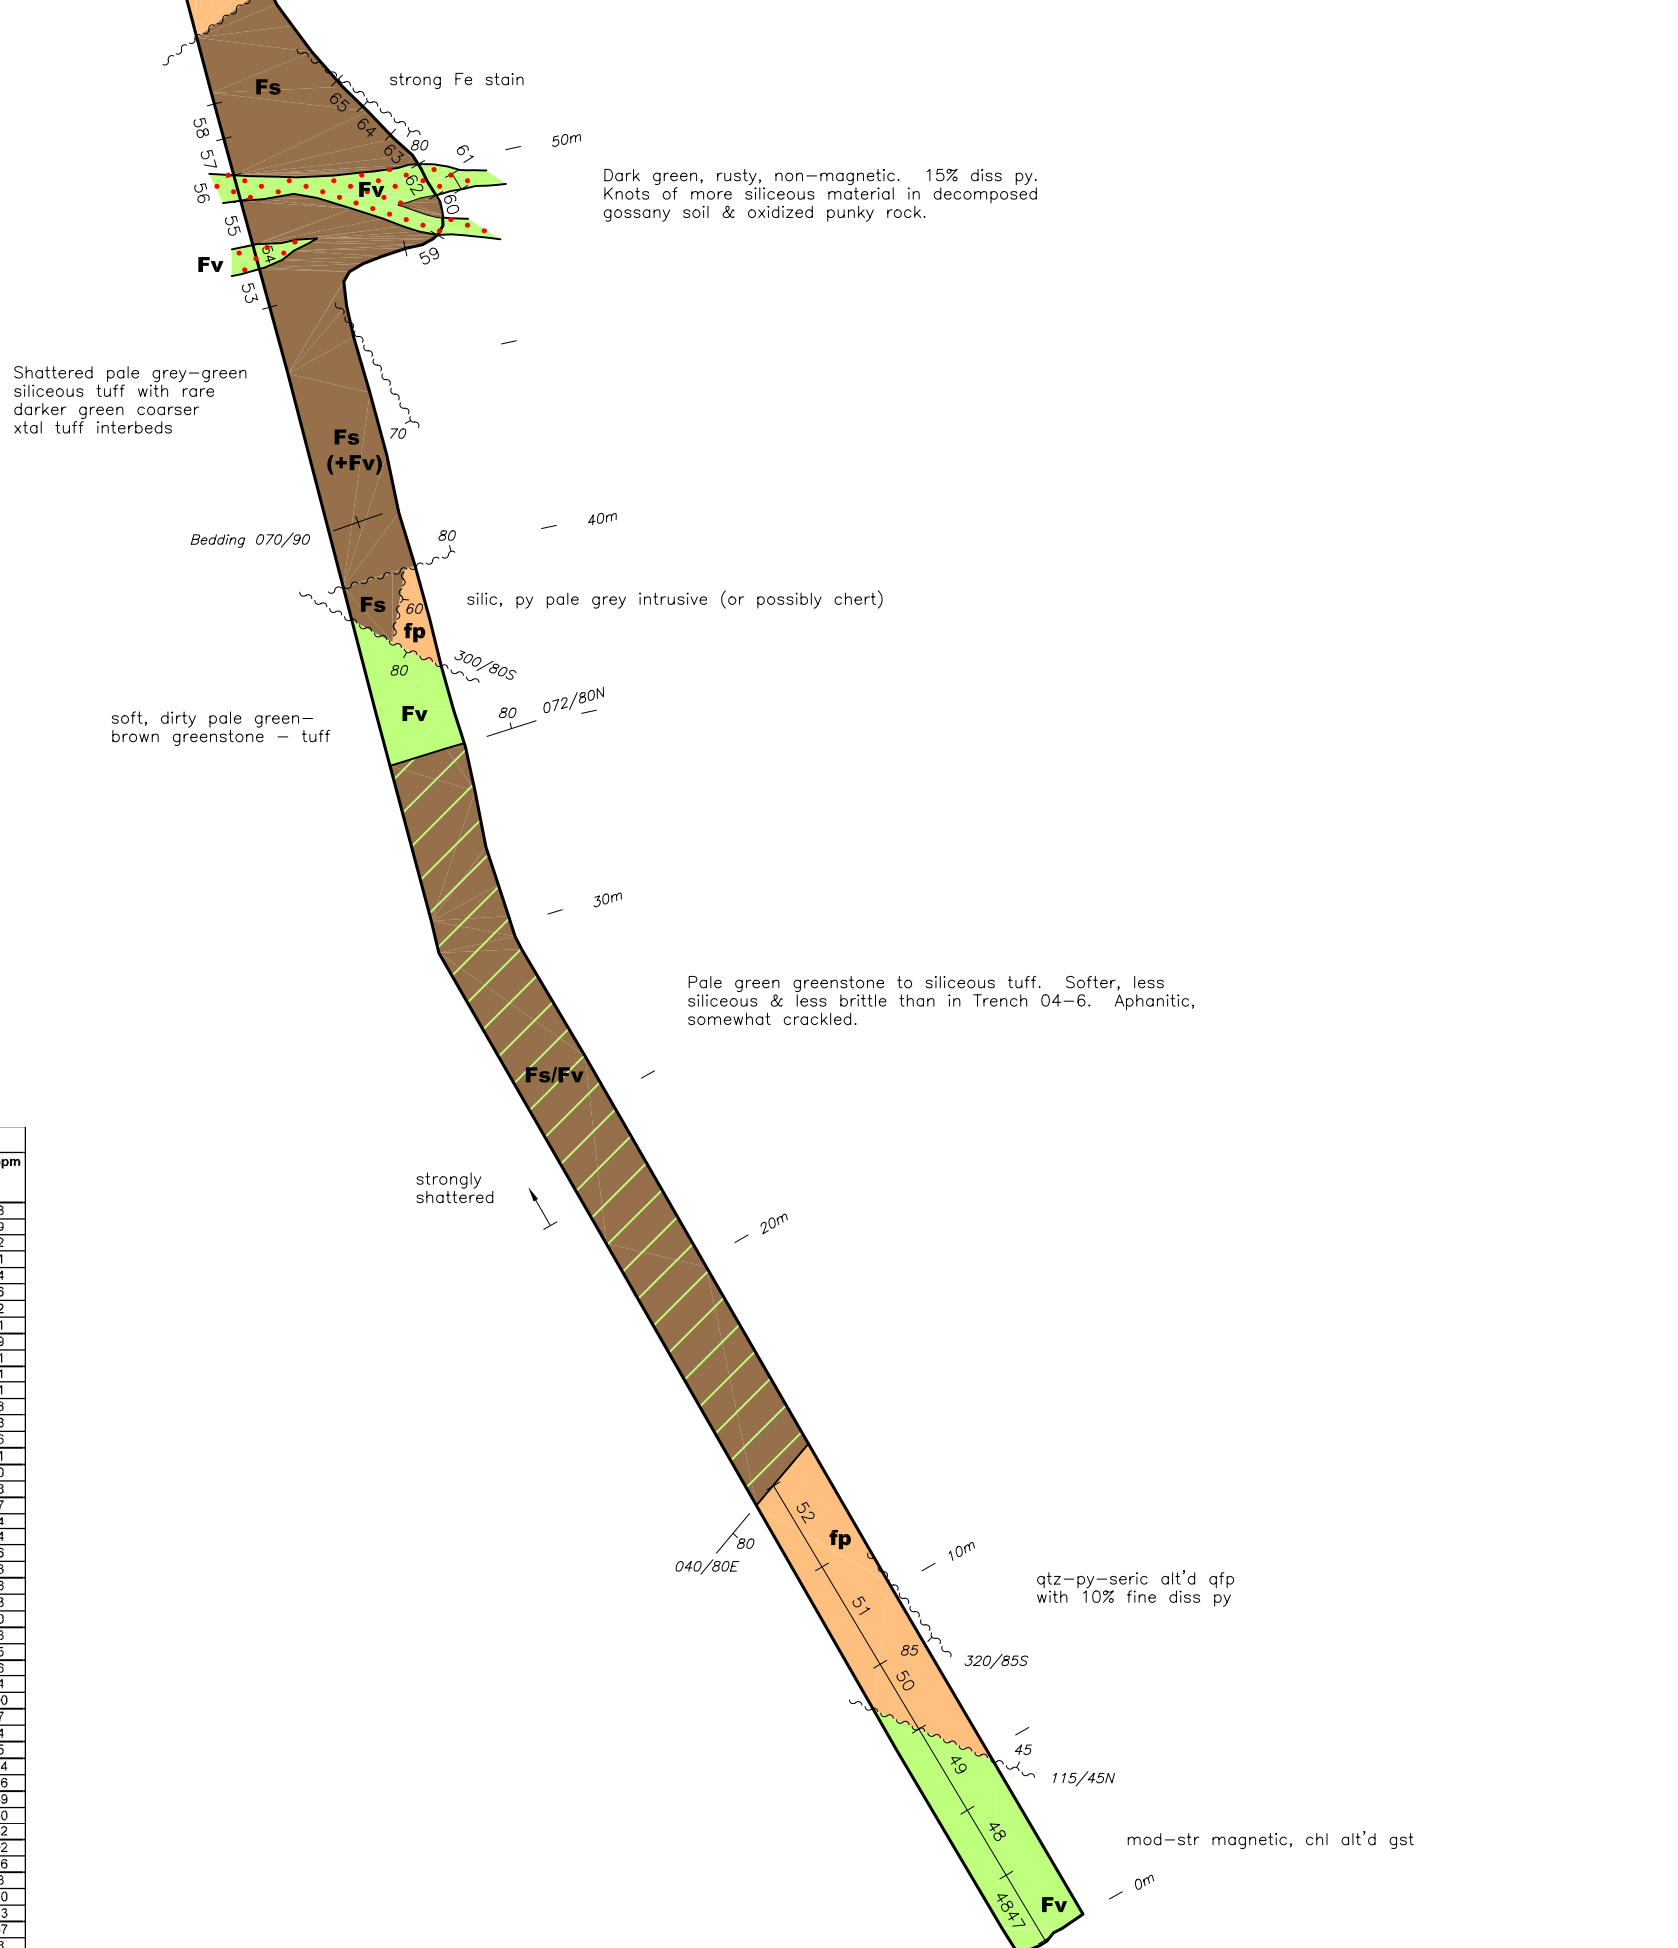 strong Fe stain
Fs
65
64
63
80
61
50m
58
57
56
55
Fv
62
60
Dark green, rusty, non-magnetic. 15% diss py.
Knots of more siliceous material in decomposed
gossany soil & oxidized punky rock.
Fv
54
59
53
Shattered pale grey-green
siliceous tuff with rare
darker green coarser
xtal tuff interbeds
70
Fs
(+Fv)
40m
Bedding 070/90
80
Fs
60
fp
silic, py pale grey intrusive (or possibly chert)
80
300/80S
072/80N
80
Fv
soft, dirty pale green-
brown greenstone - tuff
30m
Pale green greenstone to siliceous tuff. Softer, less
siliceous & less brittle than in Trench 04-6. Aphanitic,
somewhat crackled.
Fs/Fv
pm
strongly
shattered
20m
52
fp
80
040/80E
10m
qtz-py-seric alt'd qfp
with 10% fine diss py
51
85
50
320/85S
45
49
115/45N
48
mod-str magnetic, chl alt'd gst
0m
4847
Fv